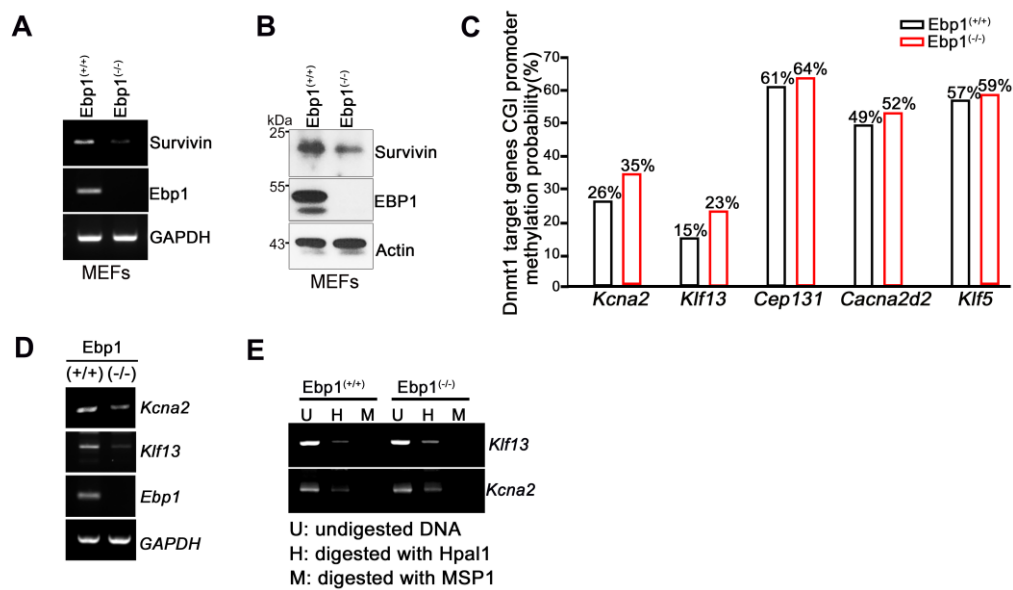 A
Ebp1(+/+)
Ebp1(-/-)
Survivin
Ebp1
GAPDH
MEFs
B
Ebp1(+/+)
Ebp1(-/-)
kDa
25
Survivin
55
EBP1
43
Actin
MEFs
C
Ebp1(+/+)
Ebp1(-/-)
Dnmt1 target genes CGI promoter
methylation probability(%)
70
60
50
40
30
20
10
0
26%
35%
15%
23%
61%
64%
49%
52%
57%
59%
Kcna2
Klf13
Cep131
Cacna2d2
Klf5
D
Ebp1
(+/+) (-/-)
Kcna2
Klf13
Ebp1
GAPDH
E
Ebp1(+/+)
Ebp1(-/-)
U H M U H M
Klf13
Kcna2
U: undigested DNA
H: digested with Hpal1
M: digested with MSP1